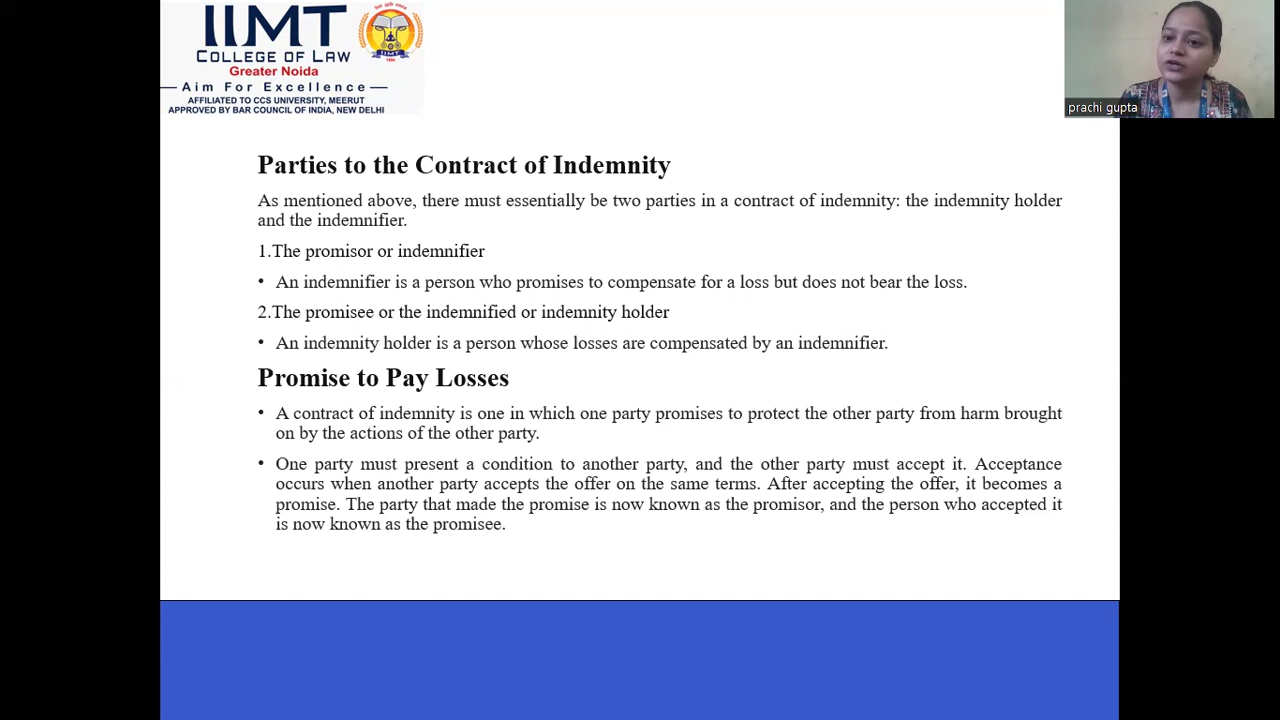 IIMT
COLLEGE OF LAW
Greater Noida
Aim For Excellence
AFFILIATED TO CCS UNIVERSITY, MEERUT
APPROVED BY BAR COUNCIL OF INDIA, NEW DELHI
IIMT
prachi gupta
Parties to the Contract of Indemnity
As mentioned above, there must essentially be two parties in a contract of indemnity: the indemnity holder
and the indemnifier.
1.The promisor or indemnifier
• An indemnifier is a person who promises to compensate for a loss but does not bear the loss.
2.The promisee or the indemnified or indemnity holder
• An indemnity holder is a person whose losses are compensated by an indemnifier.
Promise to Pay Losses
• A contract of indemnity is one in which one party promises to protect the other party from harm brought
on by the actions of the other party.
• One party must present a condition to another party, and the other party must accept it. Acceptance
occurs when another party accepts the offer on the same terms. After accepting the offer, it becomes a
promise. The party that made the promise is now known as the promisor, and the person who accepted it
is now known as the promisee.